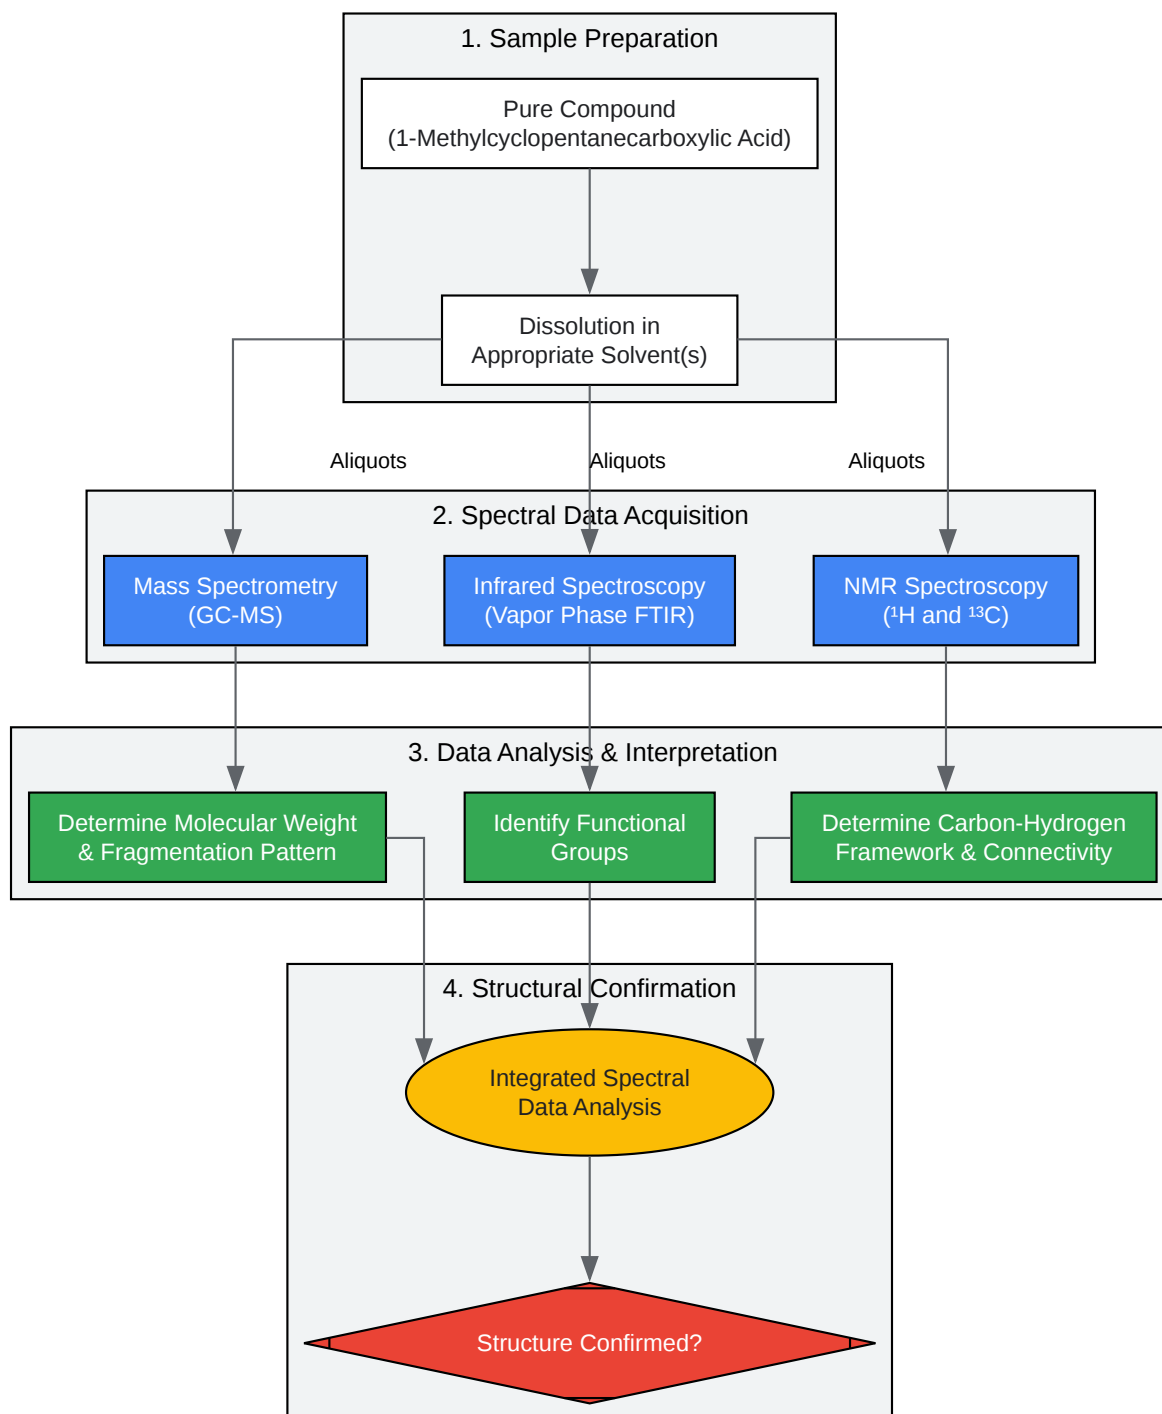 1. Sample Preparation
Pure Compound
(1-Methylcyclopentanecarboxylic Acid)
Dissolution in
Appropriate Solvent(s)
Aliquots
Aliquots
Aliquots
2. Spectral Data Acquisition
Mass Spectrometry
(GC-MS)
Infrared Spectroscopy
(Vapor Phase FTIR)
NMR Spectroscopy
(¹H and ¹³C)
3. Data Analysis & Interpretation
Determine Molecular Weight
& Fragmentation Pattern
Identify Functional
Groups
Determine Carbon-Hydrogen
Framework & Connectivity
4. Structural Confirmation
Integrated Spectral
Data Analysis
Structure Confirmed?